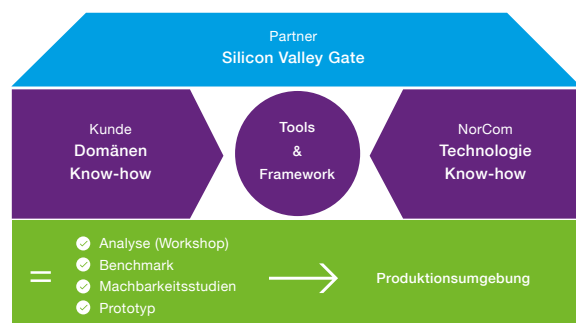 Partner
Silicon Valley Gate
Kunde
Domänen
Know-how
Tools
&
Framework
NorCom
Technologie
Know-how
=
Analyse (Workshop)
Benchmark
Machbarkeitsstudien
Prototyp
Produktionsumgebung